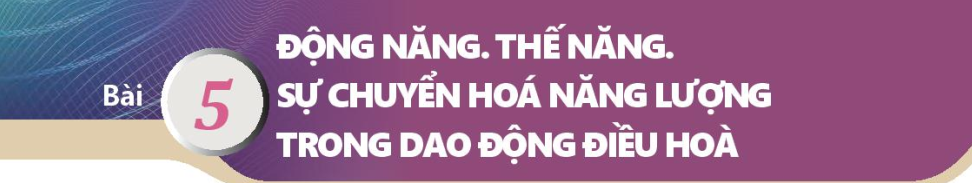 Bài
5
ĐỘNG NĂNG. THẾ NĂNG.
SỰ CHUYỂN HOÁ NĂNG LƯỢNG
TRONG DAO ĐỘNG ĐIỀU HOÀ